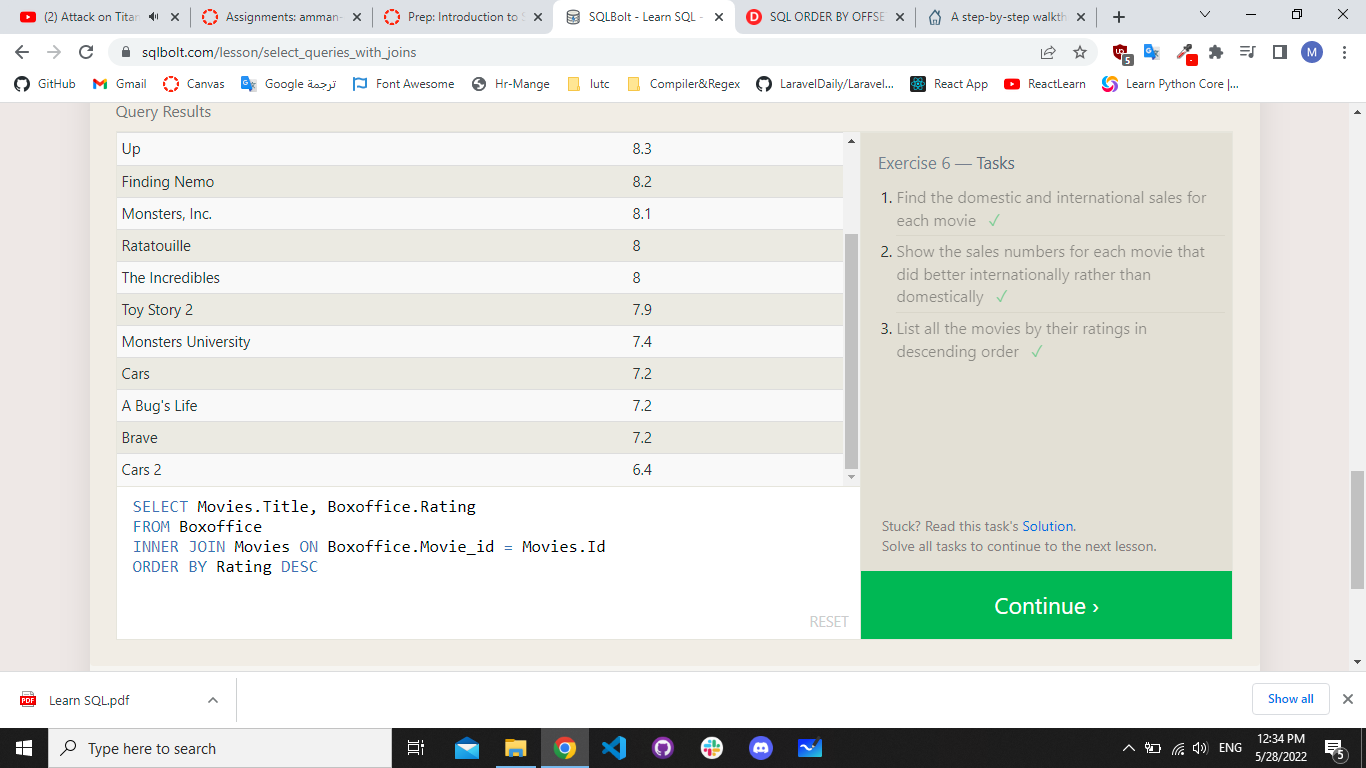 (2) Attack on Titan
Assignments: amman-
Prep: Introduction to S
SQLBolt - Learn SQL -
SQL ORDER BY OFFSE
A step-by-step walkth
sqlbolt.com/lesson/select_queries_with_joins
5
M
GitHub
Gmail
Canvas
Google ترجمة
Font Awesome
Hr-Mange
lutc
Compiler&Regex
LaravelDaily/Laravel...
React App
ReactLearn
Learn Python Core |...
Query Results
Up 8.3
Finding Nemo 8.2
Monsters, Inc. 8.1
Ratatouille 8
The Incredibles 8
Toy Story 2 7.9
Monsters University 7.4
Cars 7.2
A Bug's Life 7.2
Brave 7.2
Cars 2 6.4
SELECT Movies.Title, Boxoffice.Rating
FROM Boxoffice
INNER JOIN Movies ON Boxoffice.Movie_id = Movies.Id
ORDER BY Rating DESC
RESET
Exercise 6 — Tasks
1. Find the domestic and international sales for
each movie ✓
2. Show the sales numbers for each movie that
did better internationally rather than
domestically ✓
3. List all the movies by their ratings in
descending order ✓
Stuck? Read this task's Solution.
Solve all tasks to continue to the next lesson.
Continue ›
PDF
Learn SQL.pdf
Show all
Type here to search
ENG
12:34 PM
5/28/2022
5